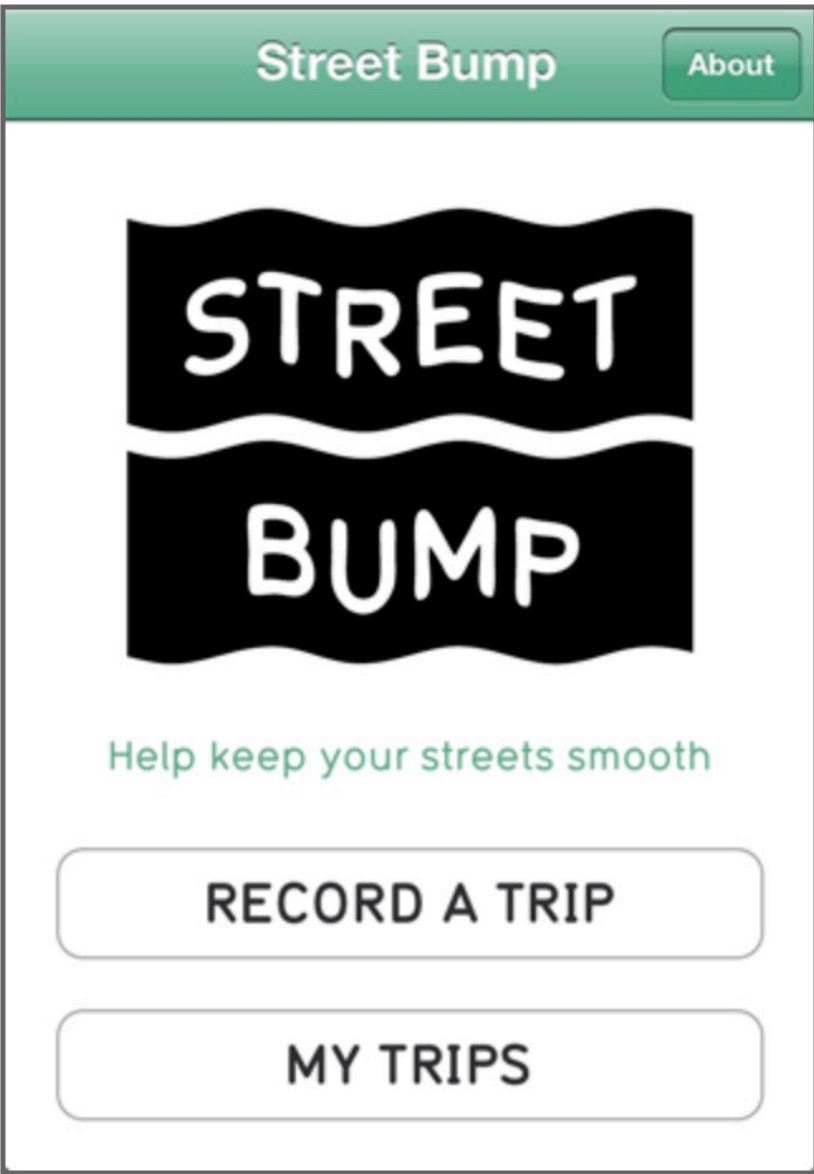 Street Bump
About
STREET
BUMP
Help keep your streets smooth
RECORD A TRIP
MY TRIPS